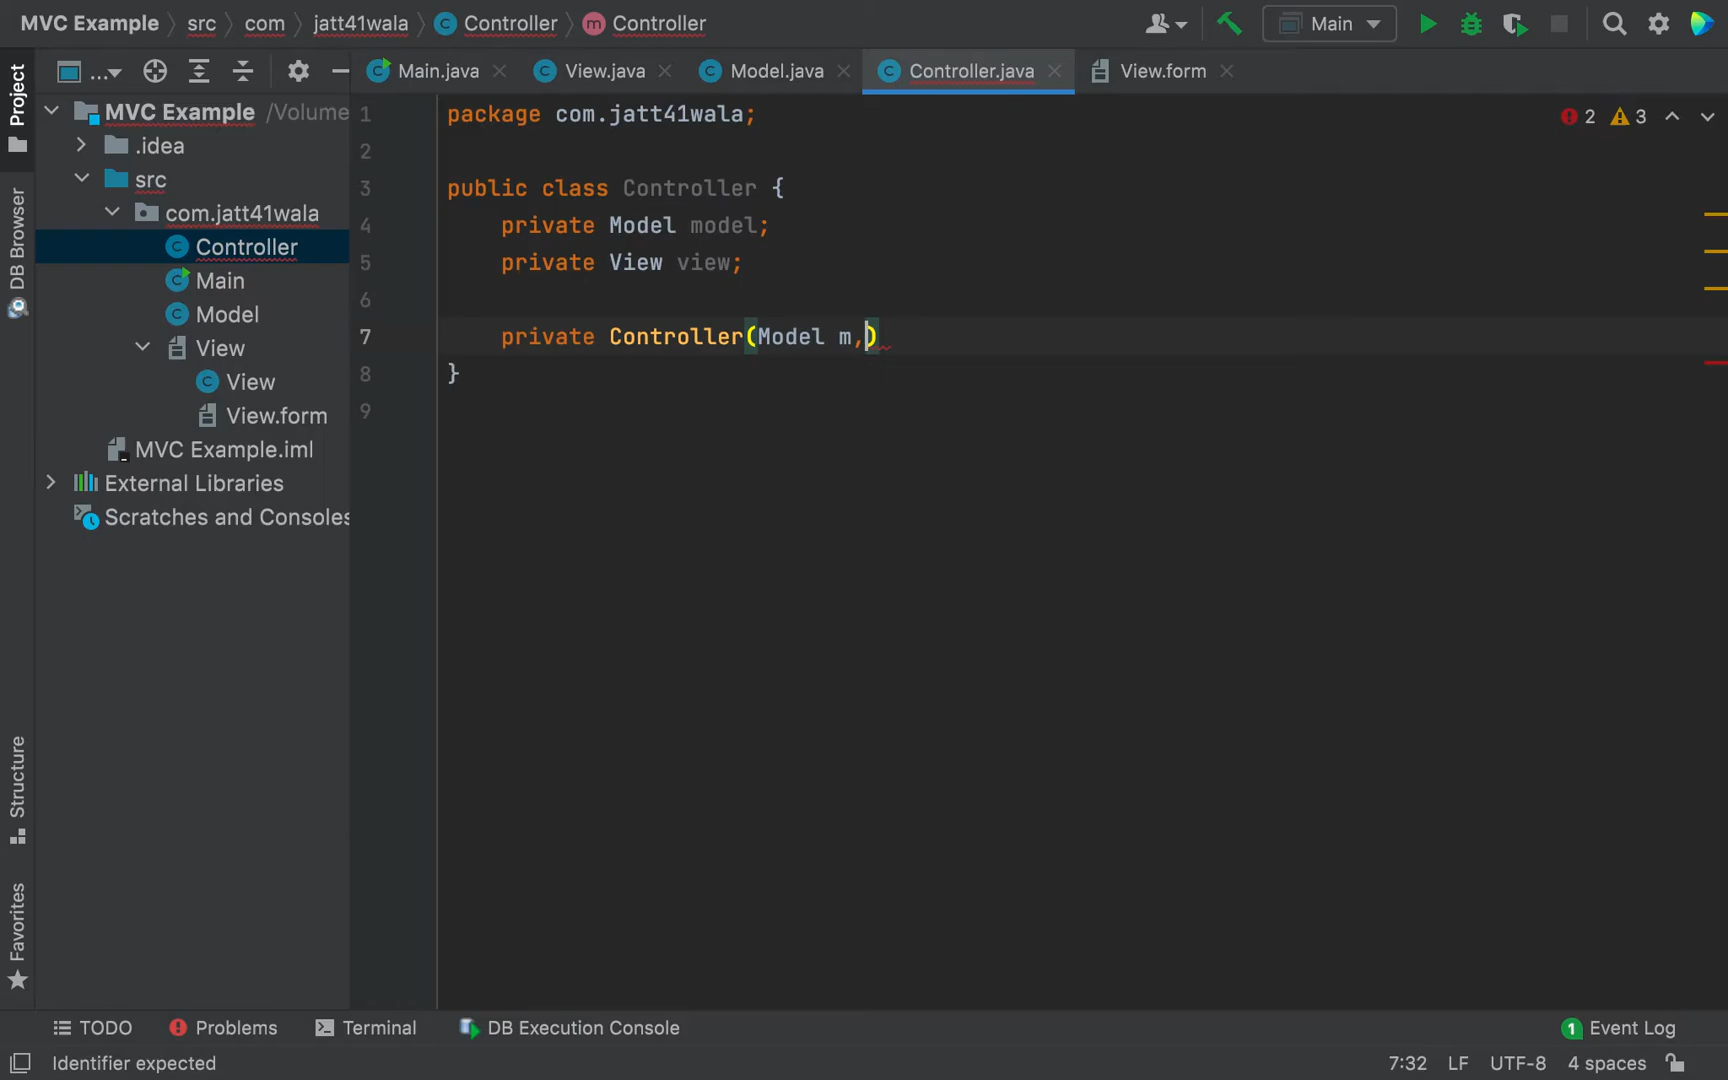 MVC Example src com jatt41wala Controller Controller Main
Project
DB Browser
Structure
Favorites
...
MVC Example /Volume
.idea
src
com.jatt41wala
Controller
Main
Model
View
View
View.form
MVC Example.iml
External Libraries
Scratches and Consoles
Main.java View.java Model.java Controller.java View.form
1 package com.jatt41wala;
2
3 public class Controller {
4 private Model model;
5 private View view;
6
7 private Controller(Model m,)
8 }
9
2 3
TODO Problems Terminal DB Execution Console 1 Event Log
Identifier expected 7:32 LF UTF-8 4 spaces